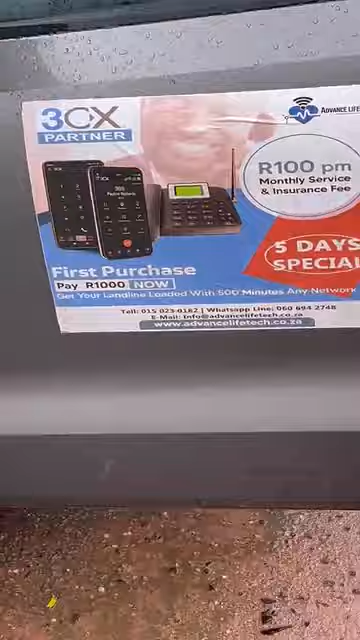 3CX
PARTNER
ADVANCE LIFE
R100 pm
Monthly Service
& Insurance Fee
5 DAYS
SPECIAL
First Purchase
Pay R1000 NOW
Get Your Landline Loaded With 500 Minutes Any Network
Tell: 015 023 0182 | Whatsapp Line: 060 694 2748
E-Mail: Info@advancelifetech.co.za
www.advancelifetech.co.za